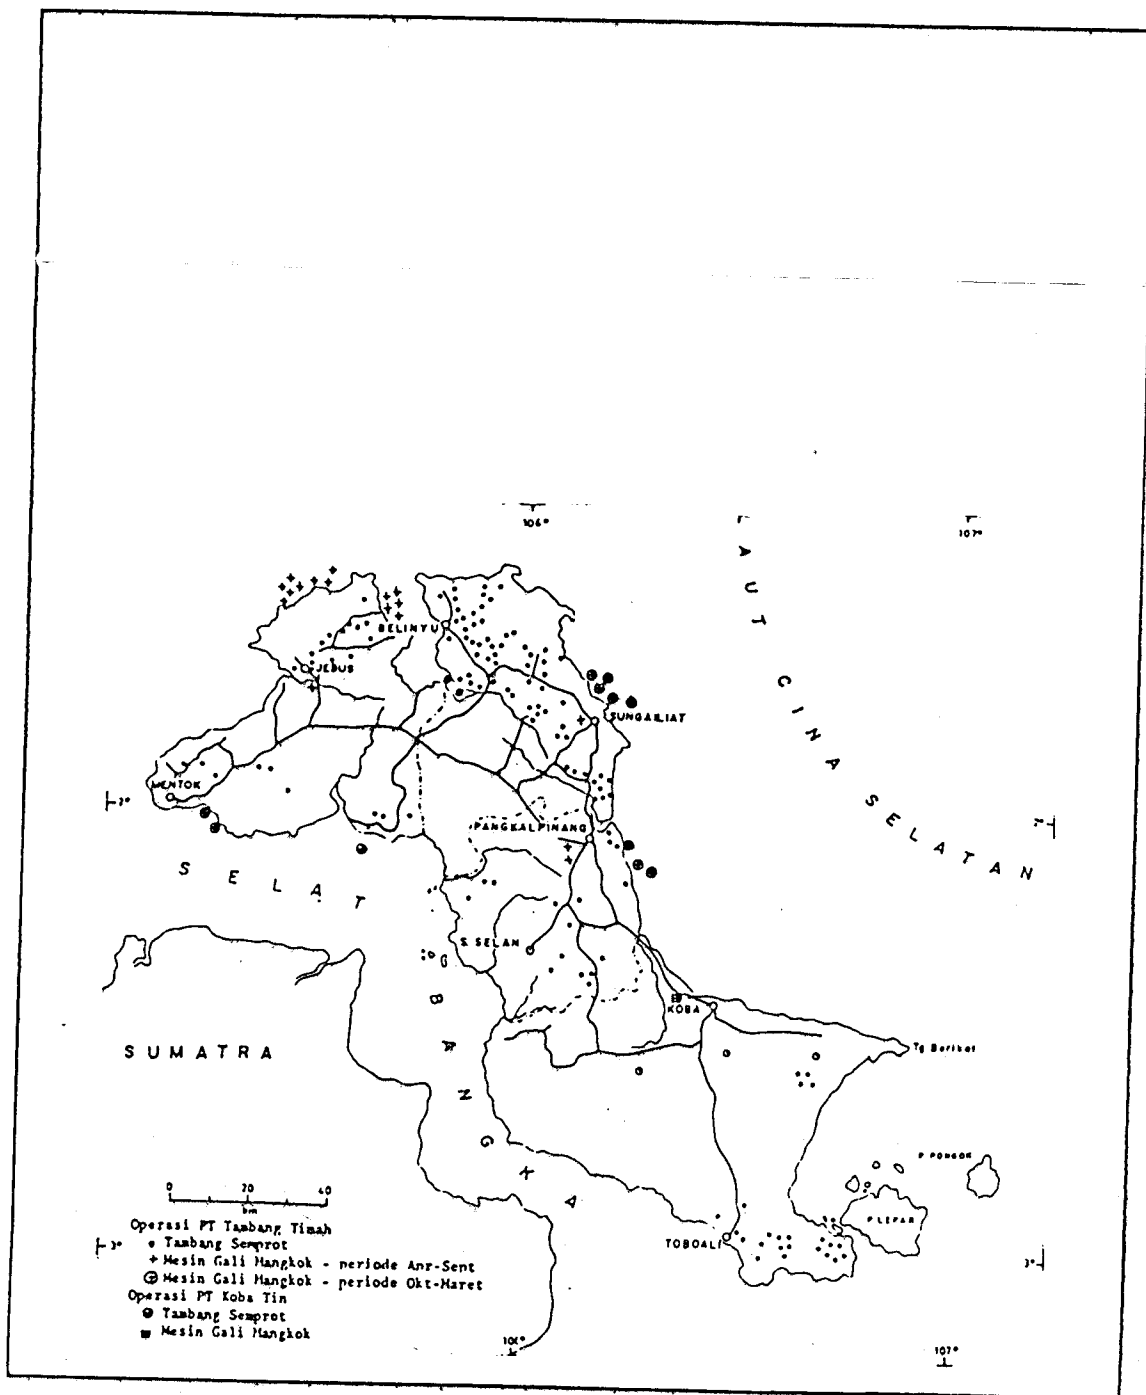 106°
107°
LAUT CINA SELATAN
BELINYU
JEBUS
SUNGAILIAT
MENTOK
2°
PANGKALPINANG
2°
SELAT BANGKA
S. SELAN
KOBA
SUMATRA
Tg Berikat
P. PONGOK
P. LEPAR
TOBOALI
0 20 40
km
Operasi PT Tambang Timah
Tambang Semprot
3°
Mesin Gali Mangkok - periode Apr-Sept
Mesin Gali Mangkok - periode Okt-Maret
3°
Operasi PT Koba Tin
Tambang Semprot
Mesin Gali Mangkok
106°
107°